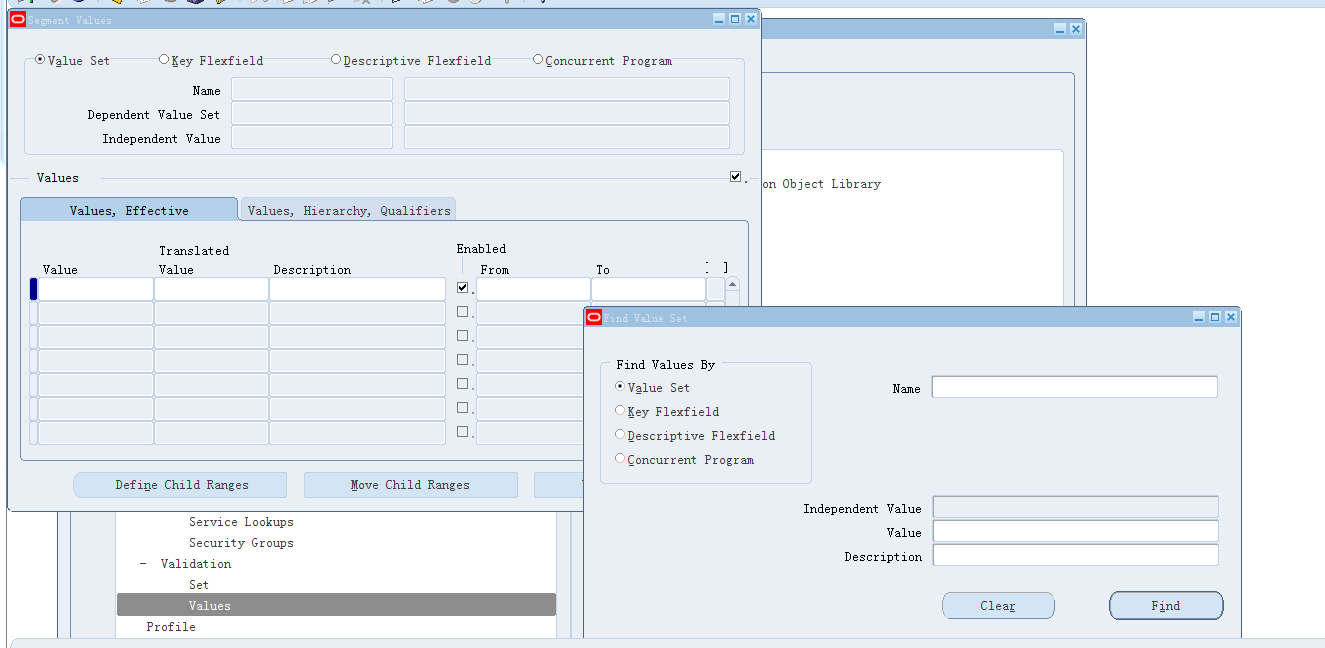 Segment Values
Value Set
Key Flexfield
Descriptive Flexfield
Concurrent Program
Name
Dependent Value Set
Independent Value
Values
on Object Library
Values, Effective
Values, Hierarchy, Qualifiers
Translated
Enabled
Value
Value
Description
From
To
[ ]
Find Value Set
Find Values By
Value Set
Name
Key Flexfield
Descriptive Flexfield
Concurrent Program
Define Child Ranges
Move Child Ranges
Independent Value
Service Lookups
Value
Security Groups
Description
Validation
Set
Values
Clear
Find
Profile